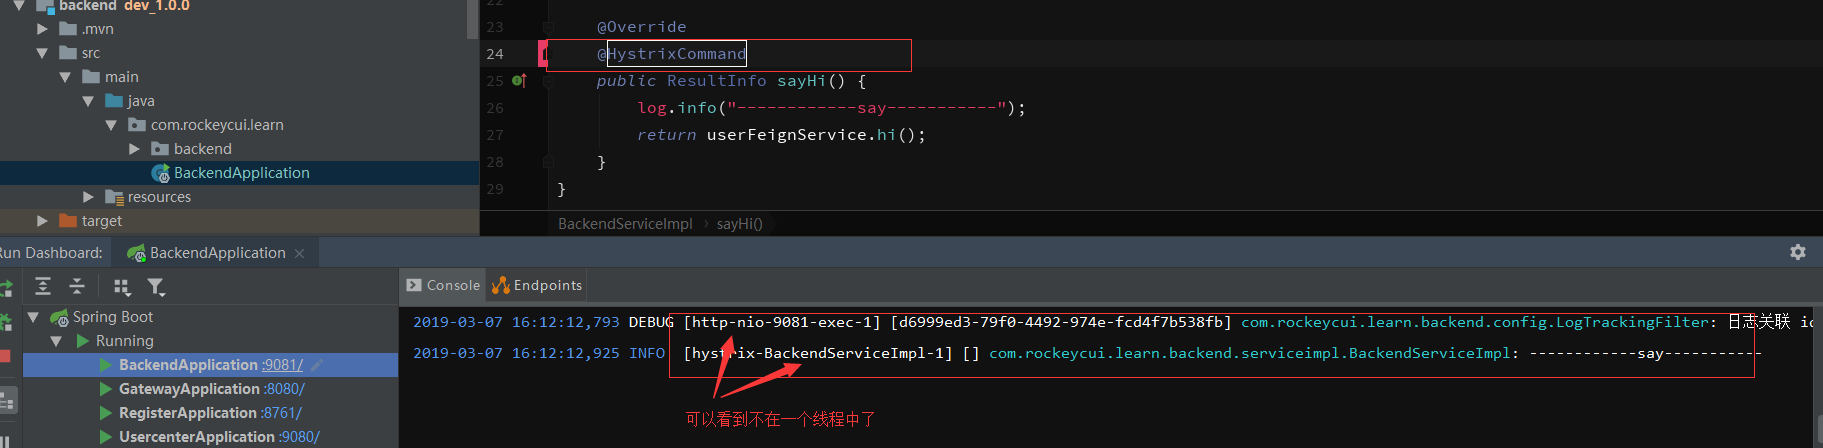 backend dev_1.0.0
.mvn
src
main
java
com.rockeycui.learn
backend
BackendApplication
resources
target
23 @Override
24 @HystrixCommand
25 public ResultInfo sayHi() {
26 log.info("------------say-----------");
27 return userFeignService.hi();
28 }
29 }
BackendServiceImpl › sayHi()
Run Dashboard: BackendApplication ×
Console Endpoints
Spring Boot
Running
BackendApplication :9081/
GatewayApplication :8080/
RegisterApplication :8761/
UsercenterApplication :9080/
2019-03-07 16:12:12,793 DEBUG [http-nio-9081-exec-1] [d6999ed3-79f0-4492-974e-fcd4f7b538fb] com.rockeycui.learn.backend.config.LogTrackingFilter: 日志关联
2019-03-07 16:12:12,925 INFO [hystrix-BackendServiceImpl-1] [] com.rockeycui.learn.backend.serviceimpl.BackendServiceImpl: ------------say-----------
可以看到不在一个线程中了